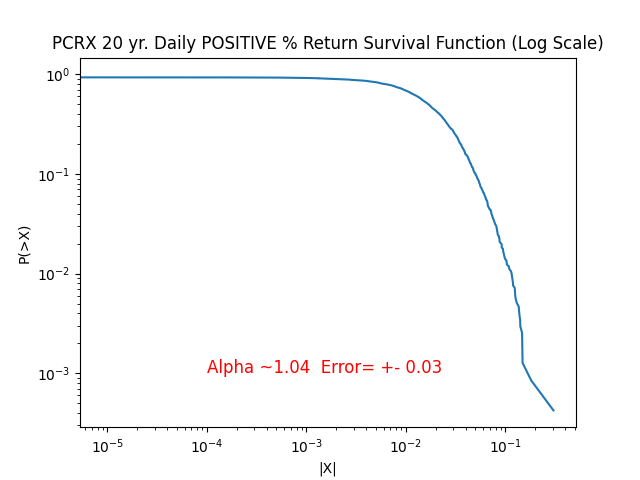 PCRX 20 yr. Daily POSITIVE % Return Survival Function (Log Scale)
10⁰
10⁻¹
10⁻²
10⁻³
P(>X)
Alpha ~1.04  Error= +- 0.03
10⁻⁵ 10⁻⁴ 10⁻³ 10⁻² 10⁻¹
|X|